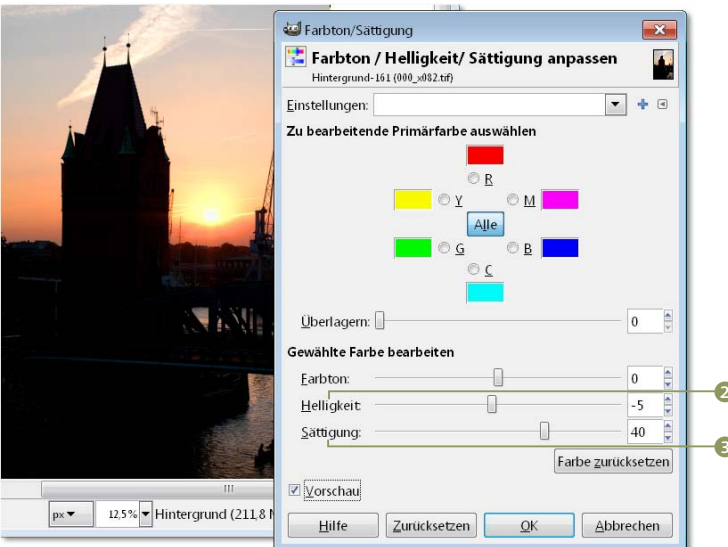 Farbton/Sättigung
Farbton / Helligkeit/ Sättigung anpassen
Hintergrund-161 (000_x082.tif)
Einstellungen:
Zu bearbeitende Primärfarbe auswählen
R
Y M
Alle
G B
C
Überlagern: 0
Gewählte Farbe bearbeiten
Farbton: 0
Helligkeit: -5 2
Sättigung: 40 3
Farbe zurücksetzen
Vorschau
px 12,5% Hintergrund (211,8
Hilfe Zurücksetzen OK Abbrechen